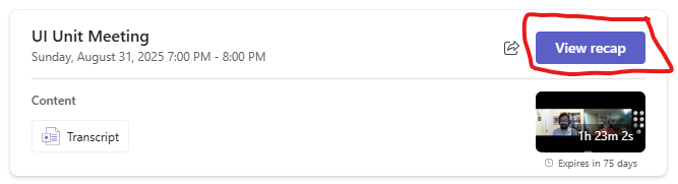 UI Unit Meeting
Sunday, August 31, 2025 7:00 PM - 8:00 PM
View recap
Content
Transcript
1h 23m 2s
Expires in 75 days